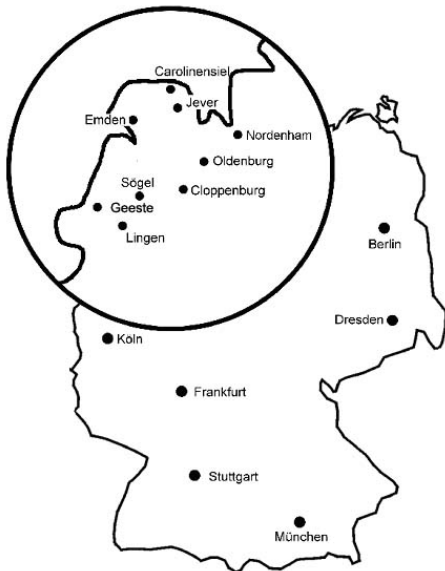 Carolinensiel
Jever
Emden
Nordenham
Oldenburg
Sögel
Cloppenburg
Geeste
Lingen
Berlin
Dresden
Köln
Frankfurt
Stuttgart
München